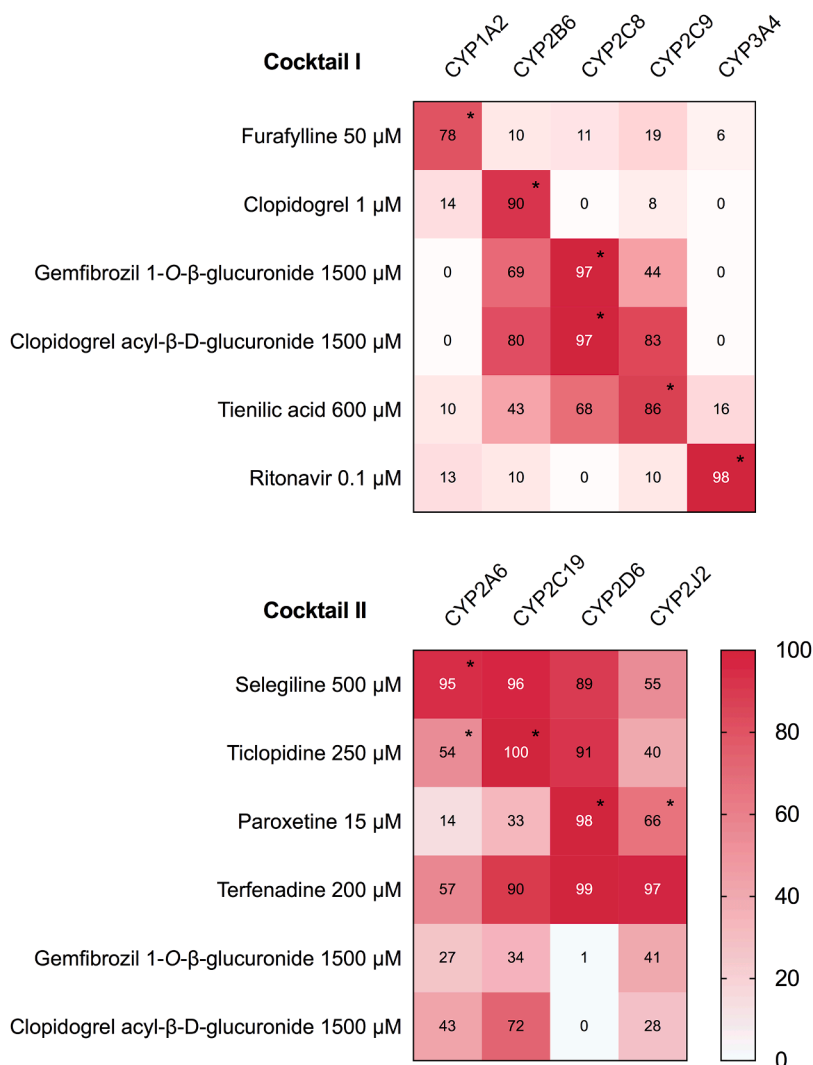 Cocktail I CYP1A2 CYP2B6 CYP2C8 CYP2C9 CYP3A4
Furafylline 50 µM 78 * 10 11 19 6
Clopidogrel 1 µM 14 90 * 0 8 0
Gemfibrozil 1-O-β-glucuronide 1500 µM 0 69 97 * 44 0
Clopidogrel acyl-β-D-glucuronide 1500 µM 0 80 97 * 83 0
Tienilic acid 600 µM 10 43 68 86 * 16
Ritonavir 0.1 µM 13 10 0 10 98 *
Cocktail II CYP2A6 CYP2C19 CYP2D6 CYP2J2
Selegiline 500 µM 95 * 96 89 55
Ticlopidine 250 µM 54 * 100 * 91 40
Paroxetine 15 µM 14 33 98 * 66 *
Terfenadine 200 µM 57 90 99 97
Gemfibrozil 1-O-β-glucuronide 1500 µM 27 34 1 41
Clopidogrel acyl-β-D-glucuronide 1500 µM 43 72 0 28
100
80
60
40
20
0